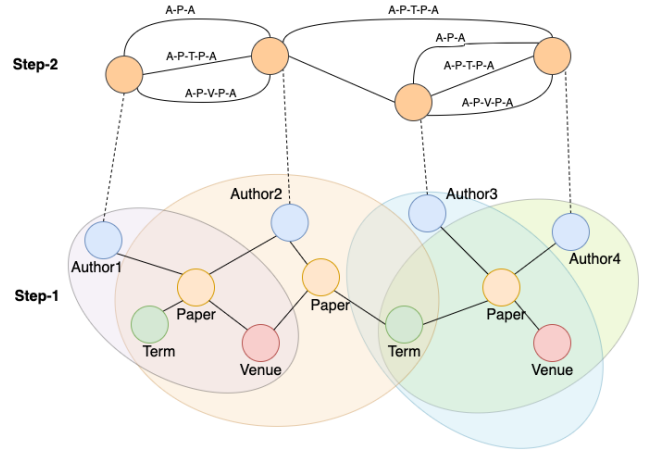 A-P-A
A-P-T-P-A
A-P-A
Step-2
A-P-T-P-A
A-P-T-P-A
A-P-V-P-A
A-P-V-P-A
Author2
Author3
Author1
Author4
Step-1
Paper
Paper
Paper
Term
Term
Venue
Venue